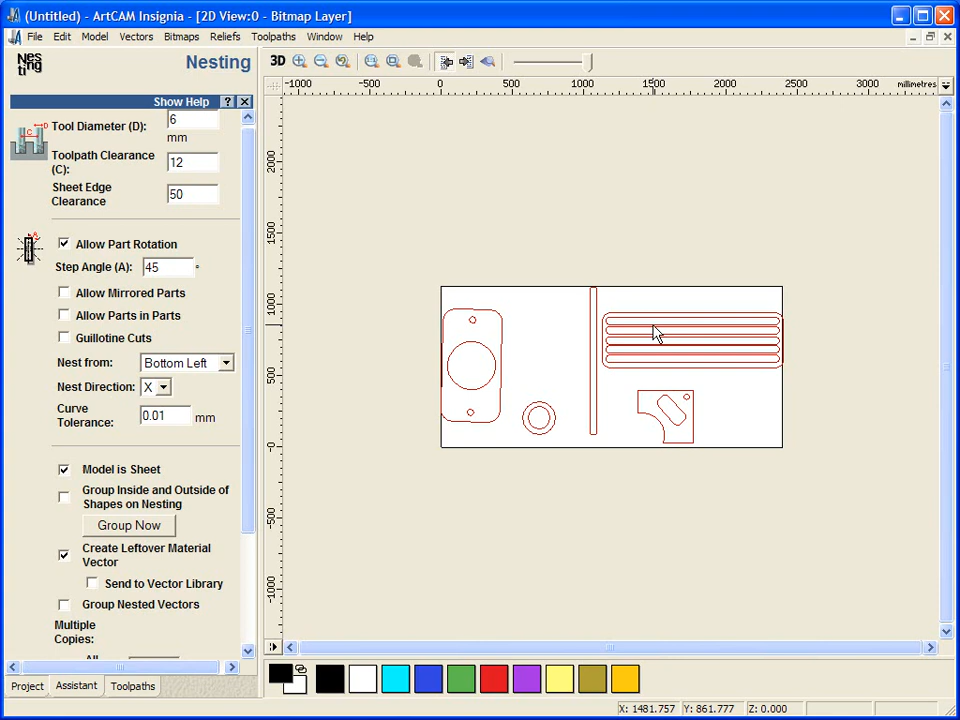 (Untitled) - ArtCAM Insignia - [2D View:0 - Bitmap Layer]
File Edit Model Vectors Bitmaps Reliefs Toolpaths Window Help
Nesting
3D
-1000 -500 0 500 1000 1500 2000 2500 3000 millimetres
Show Help ?
Tool Diameter (D): 6
mm
Toolpath Clearance
(C): 12
Sheet Edge
Clearance 50
Allow Part Rotation
Step Angle (A): 45 °
Allow Mirrored Parts
Allow Parts in Parts
Guillotine Cuts
Nest from: Bottom Left
Nest Direction: X
Curve
Tolerance: 0.01 mm
Model is Sheet
Group Inside and Outside of
Shapes on Nesting
Group Now
Create Leftover Material
Vector
Send to Vector Library
Group Nested Vectors
Multiple
Copies:
2000
1500
1000
500
-0
-500
-1000
Project Assistant Toolpaths
X: 1481.757 Y: 861.777 Z: 0.000